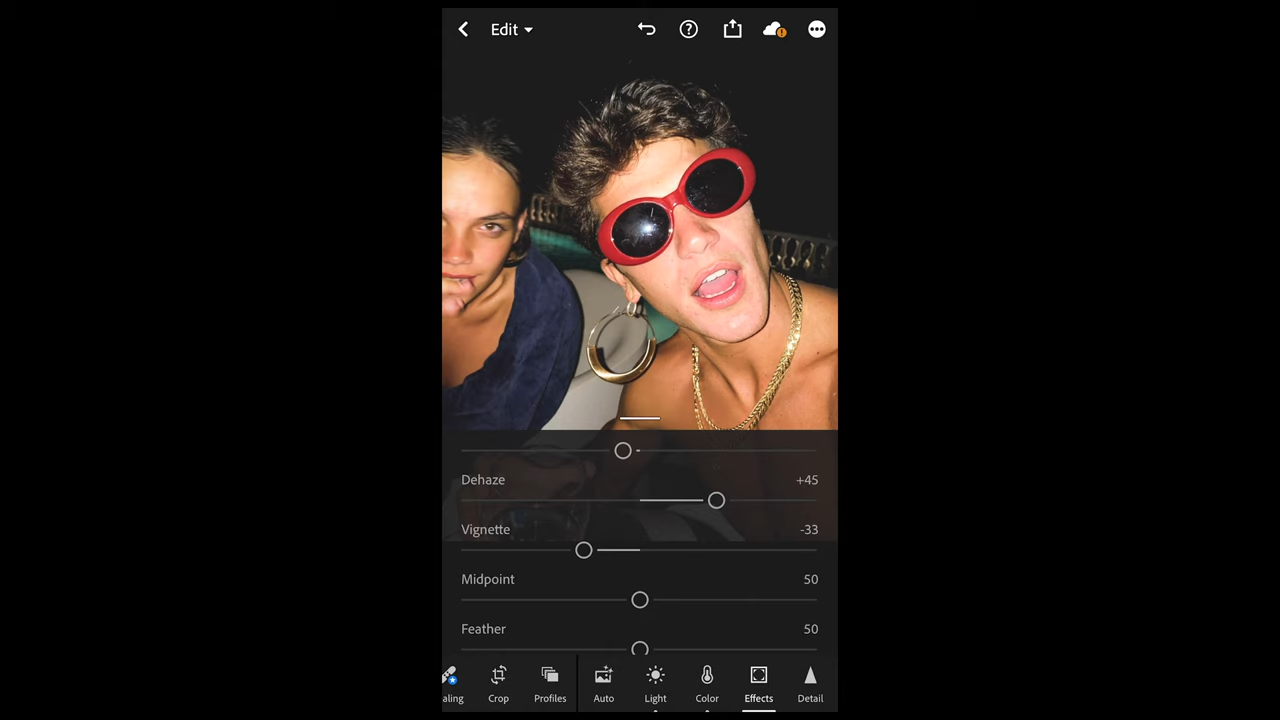 Edit
Dehaze +45
Vignette -33
Midpoint 50
Feather 50
aling Crop Profiles Auto Light Color Effects Detail